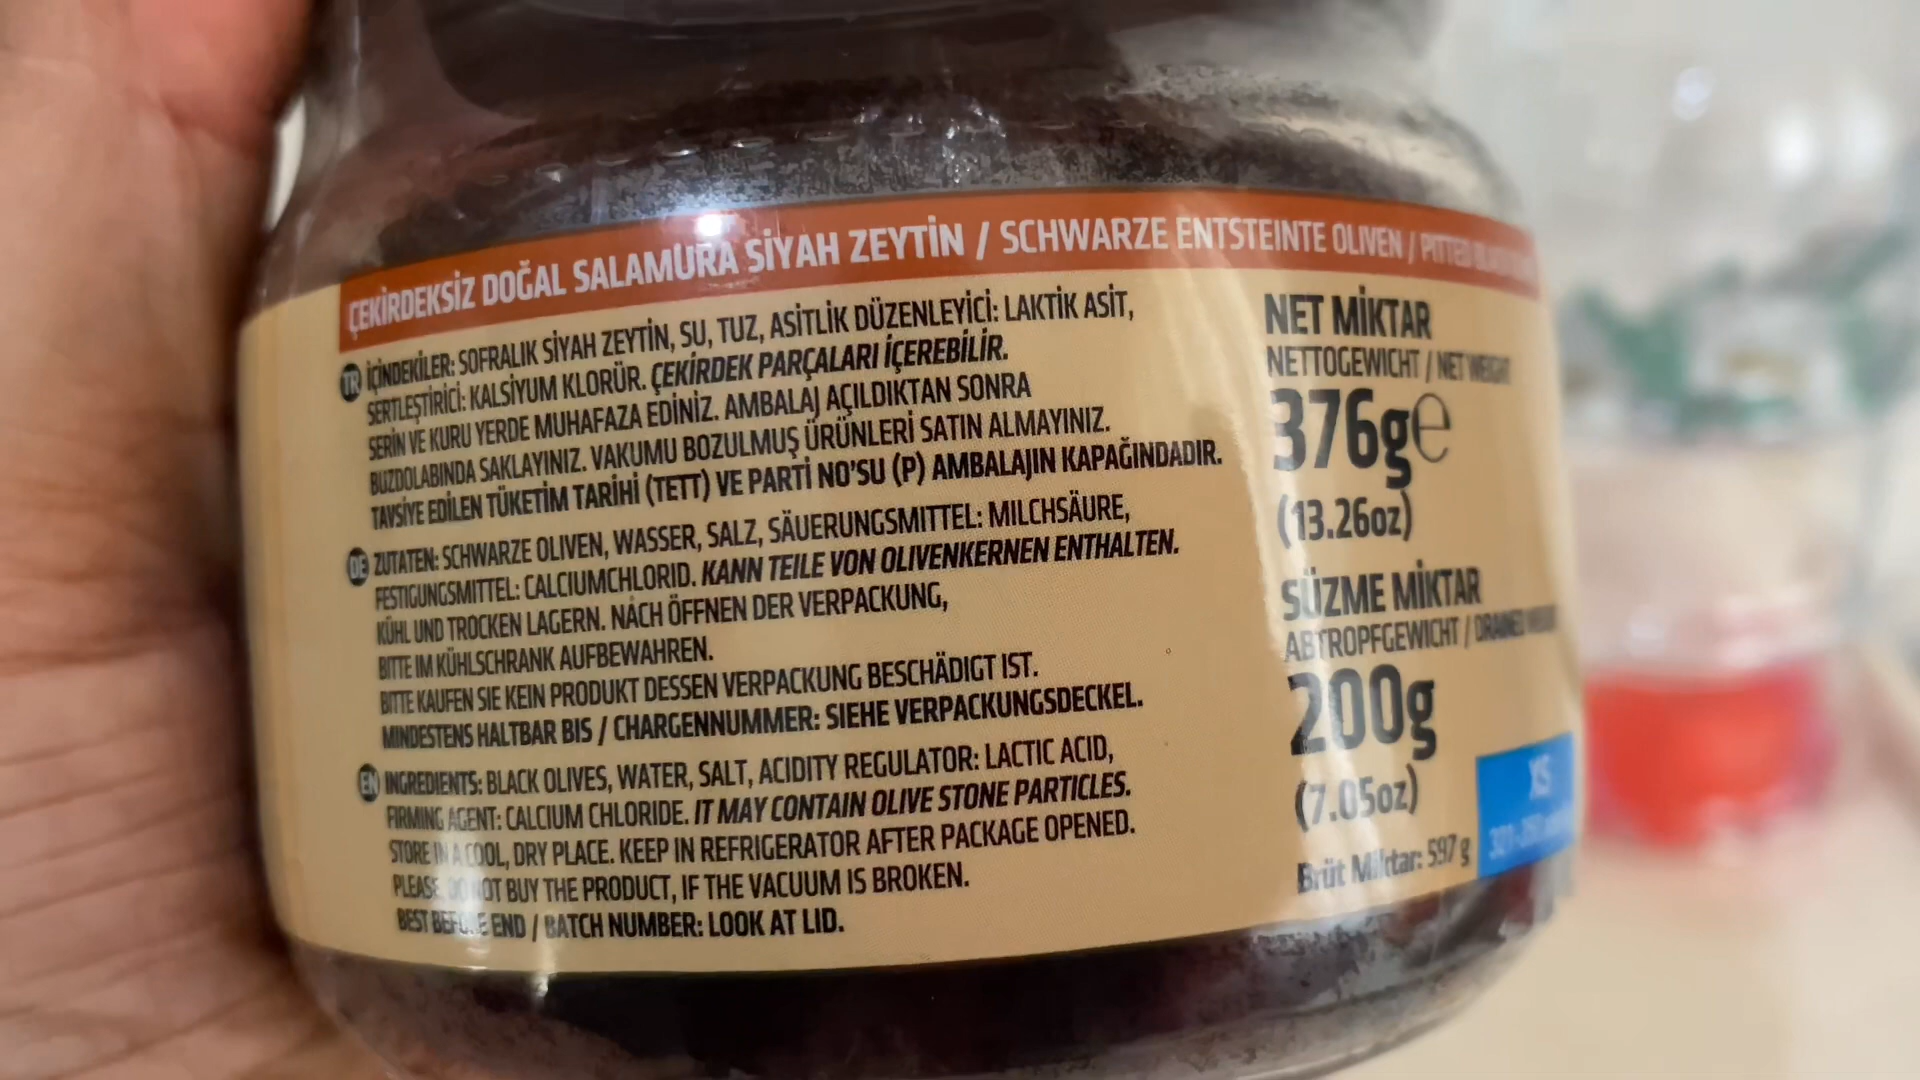 ÇEKİRDEKSİZ DOĞAL SALAMURA SİYAH ZEYTİN / SCHWARZE ENTSTEINTE OLIVEN / PITTED
TR İÇİNDEKİLER: SOFRALIK SİYAH ZEYTİN, SU, TUZ, ASİTLİK DÜZENLEYİCİ: LAKTİK ASİT,
SERTLEŞTİRİCİ: KALSİYUM KLORÜR. ÇEKİRDEK PARÇALARI İÇEREBİLİR.
SERİN VE KURU YERDE MUHAFAZA EDİNİZ. AMBALAJ AÇILDIKTAN SONRA
BUZDOLABINDA SAKLAYINIZ. VAKUMU BOZULMUŞ ÜRÜNLERİ SATIN ALMAYINIZ.
TAVSİYE EDİLEN TÜKETİM TARİHİ (TETT) VE PARTİ NO'SU (P) AMBALAJIN KAPAĞINDADIR.
DE ZUTATEN: SCHWARZE OLIVEN, WASSER, SALZ, SÄUERUNGSMITTEL: MILCHSÄURE,
FESTIGUNGSMITTEL: CALCIUMCHLORID. KANN TEILE VON OLIVENKERNEN ENTHALTEN.
KÜHL UND TROCKEN LAGERN. NACH ÖFFNEN DER VERPACKUNG,
BITTE IM KÜHLSCHRANK AUFBEWAHREN.
BITTE KAUFEN SIE KEIN PRODUKT DESSEN VERPACKUNG BESCHÄDIGT IST.
MINDESTENS HALTBAR BIS / CHARGENNUMMER: SIEHE VERPACKUNGSDECKEL.
EN INGREDIENTS: BLACK OLIVES, WATER, SALT, ACIDITY REGULATOR: LACTIC ACID,
FIRMING AGENT: CALCIUM CHLORIDE. IT MAY CONTAIN OLIVE STONE PARTICLES.
STORE IN A COOL, DRY PLACE. KEEP IN REFRIGERATOR AFTER PACKAGE OPENED.
PLEASE DO NOT BUY THE PRODUCT, IF THE VACUUM IS BROKEN.
BEST BEFORE END / BATCH NUMBER: LOOK AT LID.
NET MİKTAR
NETTOGEWICHT / NET WEIGHT
376g e
(13.26oz)
SÜZME MİKTAR
ABTROPFGEWICHT / DRAINED
200g
(7.05oz)
Brüt Miktar: 597 g
XS